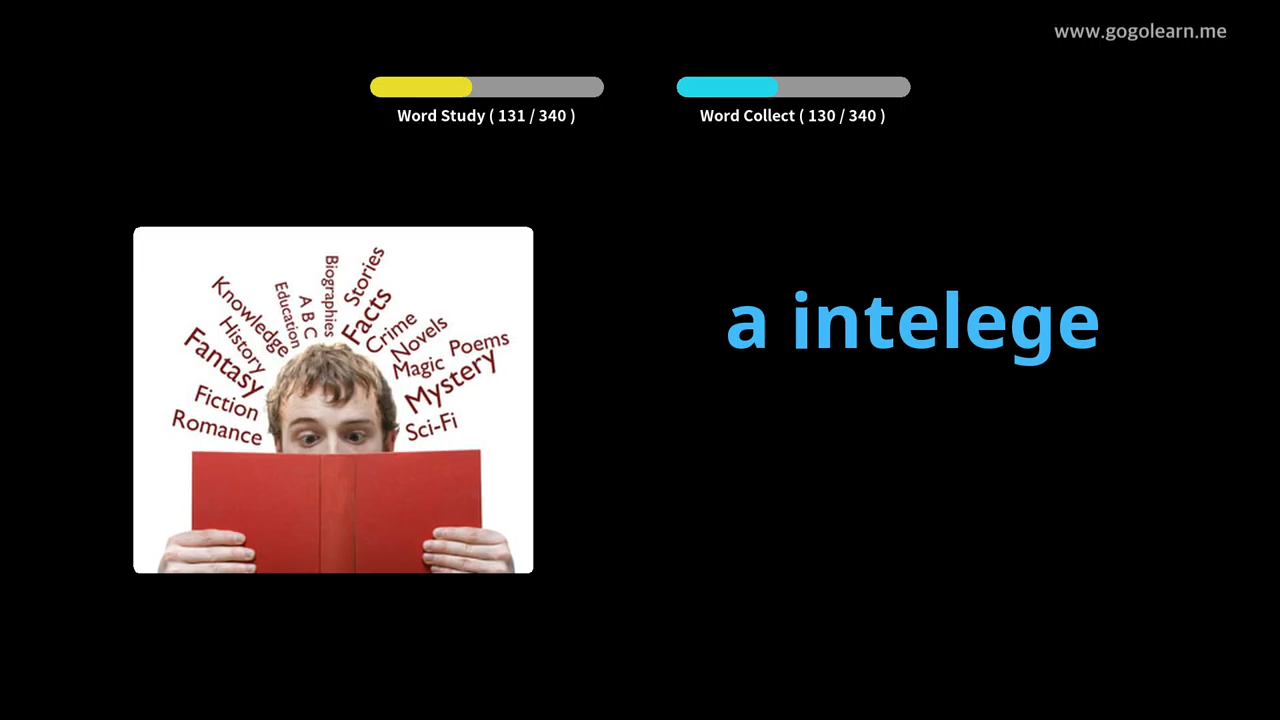 www.gogolearn.me
Word Study ( 131 / 340 )
Word Collect ( 130 / 340 )
a intelege
Knowledge
History
Fantasy
Fiction
Romance
Education
A B C
Biographies
Stories
Facts
Crime
Novels
Magic
Poems
Mystery
Sci-Fi